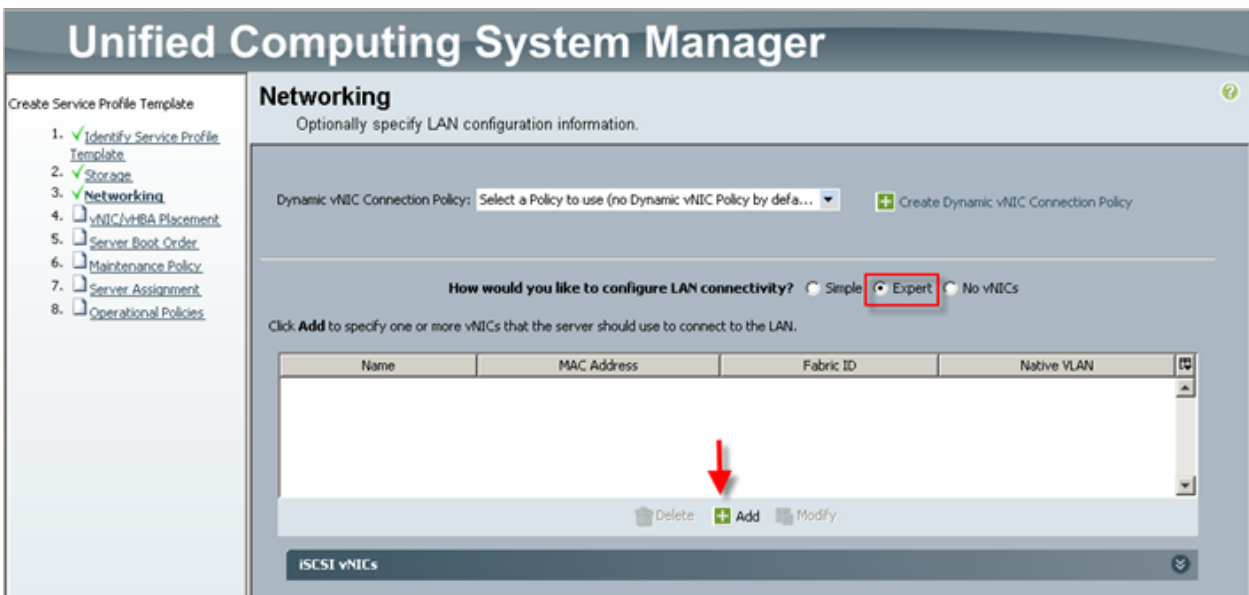 Unified Computing System Manager
Create Service Profile Template
1. Identify Service Profile
Template
2. Storage
3. Networking
4. vNIC/vHBA Placement
5. Server Boot Order
6. Maintenance Policy
7. Server Assignment
8. Operational Policies
Networking
Optionally specify LAN configuration information.
Dynamic vNIC Connection Policy: Select a Policy to use (no Dynamic vNIC Policy by defa... Create Dynamic vNIC Connection Policy
How would you like to configure LAN connectivity? Simple Expert No vNICs
Click Add to specify one or more vNICs that the server should use to connect to the LAN.
Name MAC Address Fabric ID Native VLAN
Delete Add Modify
iSCSI vNICs